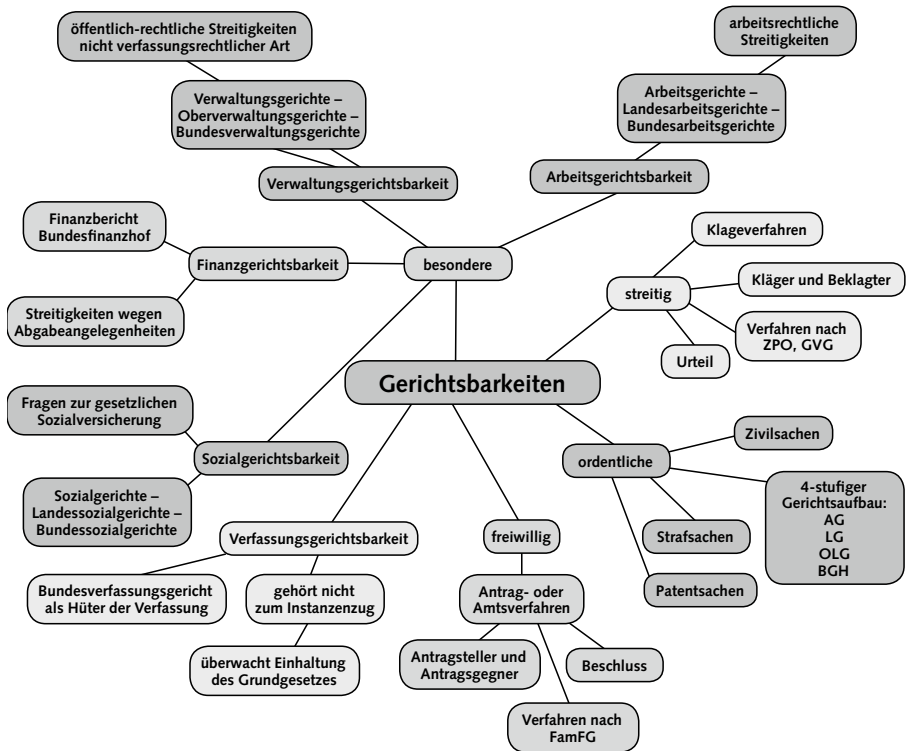 öffentlich-rechtliche Streitigkeiten
nicht verfassungsrechtlicher Art
arbeitsrechtliche
Streitigkeiten
Verwaltungsgerichte –
Oberverwaltungsgerichte –
Bundesverwaltungsgerichte
Arbeitsgerichte –
Landesarbeitsgerichte –
Bundesarbeitsgerichte
Verwaltungsgerichtsbarkeit
Arbeitsgerichtsbarkeit
Finanzbericht
Bundesfinanzhof
Finanzgerichtsbarkeit
besondere
Klageverfahren
Kläger und Beklagter
streitig
Streitigkeiten wegen
Abgabeangelegenheiten
Verfahren nach
ZPO, GVG
Urteil
Gerichtsbarkeiten
Fragen zur gesetzlichen
Sozialversicherung
Sozialgerichtsbarkeit
Sozialgerichte –
Landessozialgerichte –
Bundessozialgerichte
ordentliche
Zivilsachen
4-stufiger
Gerichtsaufbau:
AG
LG
OLG
BGH
Strafsachen
Patentsachen
Verfassungsgerichtsbarkeit
Bundesverfassungsgericht
als Hüter der Verfassung
gehört nicht
zum Instanzenzug
überwacht Einhaltung
des Grundgesetzes
freiwillig
Antrag- oder
Amtsverfahren
Antragsteller und
Antragsgegner
Beschluss
Verfahren nach
FamFG